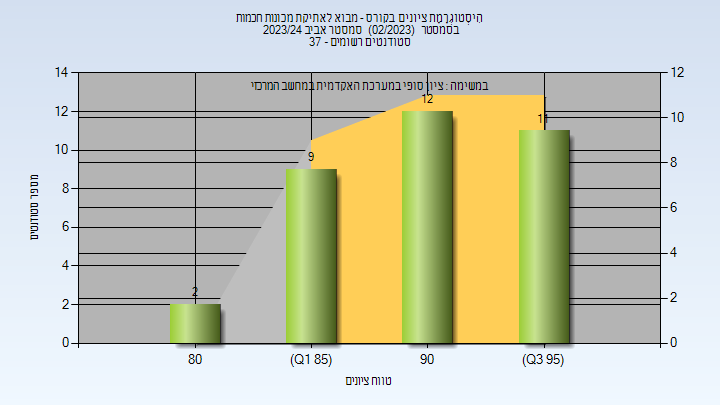 הִיסְטוֹגְרָמַת ציונים בקורס - מבוא לאתיקת מכונות חכמות
בסמסטר (02/2023) סמסטר אביב 2023/24
סטודנטים רשומים - 37
במשימה : ציון סופי במערכת האקדמית במחשב המרכזי
14 12
12 10
10 8
8 6
6 4
4 2
2 0
0
2 9 12 11
מספר סטודנטים
80 (Q1 85) 90 (Q3 95)
טווח ציונים